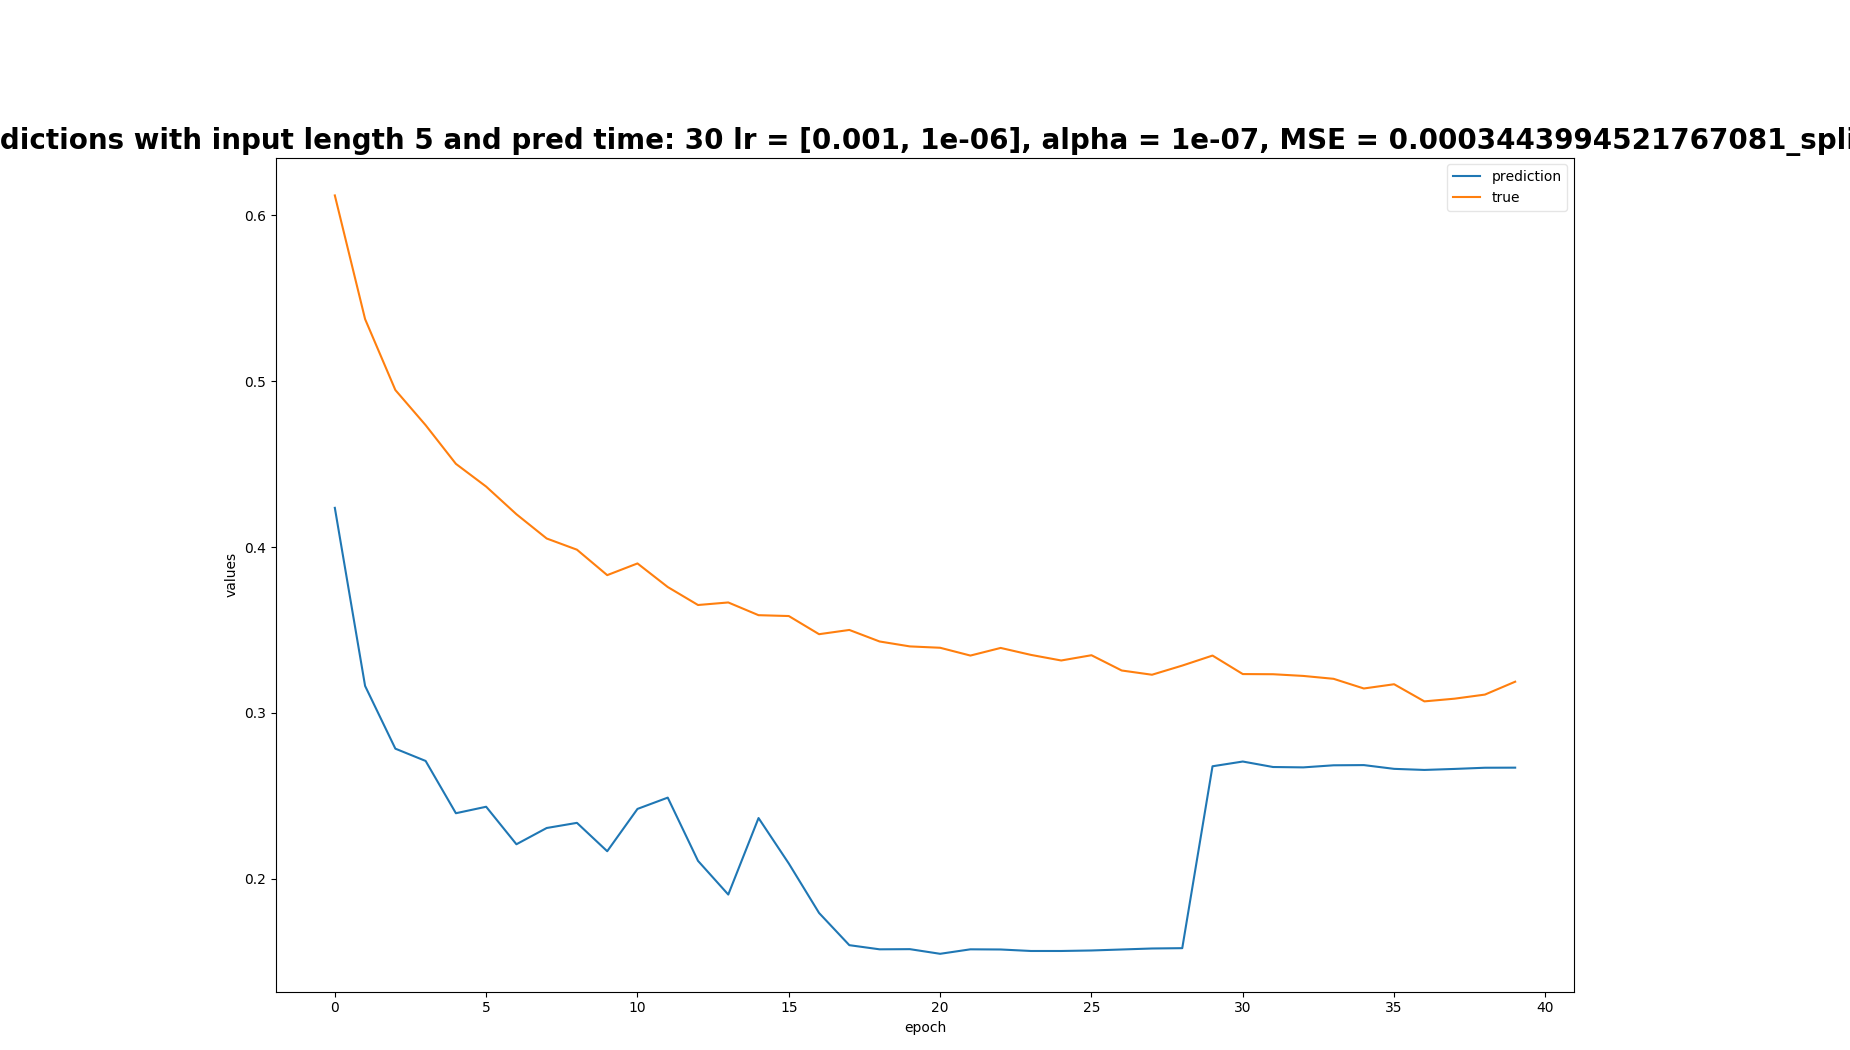 dictions with input length 5 and pred time: 30 lr = [0.001, 1e-06], alpha = 1e-07, MSE = 0.0003443994521767081_spli
prediction
true
0.6
0.5
0.4
0.3
0.2
values
0 5 10 15 20 25 30 35 40
epoch